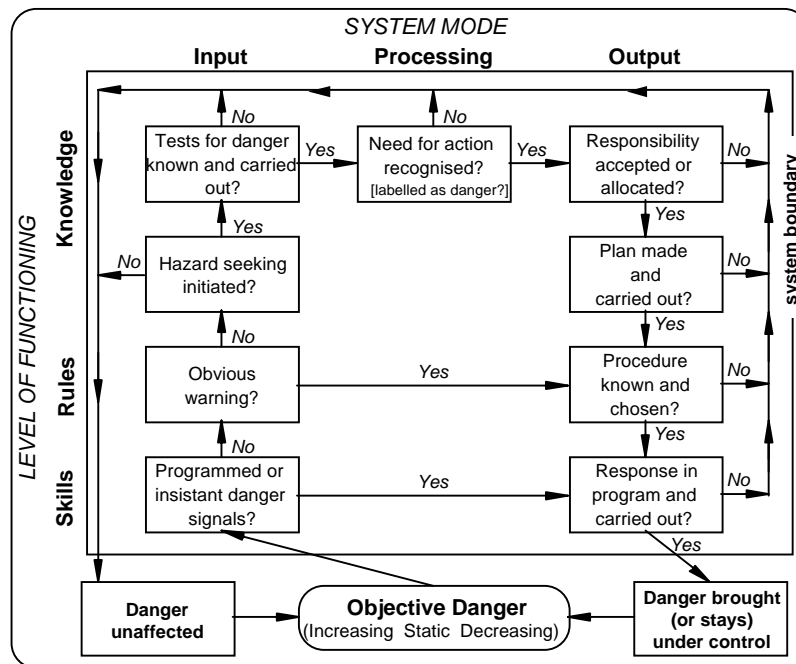 SYSTEM MODE
Input
Processing
Output
LEVEL OF FUNCTIONING
Knowledge
Rules
Skills
system boundary
No
No
Tests for danger
known and carried
out?
Yes
Need for action
recognised?
[labelled as danger?]
Yes
Responsibility
accepted or
allocated?
No
Yes
Yes
No
Hazard seeking
initiated?
Plan made
and
carried out?
No
No
Yes
Obvious
warning?
Yes
Procedure
known and
chosen?
No
No
Yes
Programmed or
insistant danger
signals?
Yes
Response in
program and
carried out?
No
Yes
Danger
unaffected
Objective Danger
(Increasing Static Decreasing)
Danger brought
(or stays)
under control